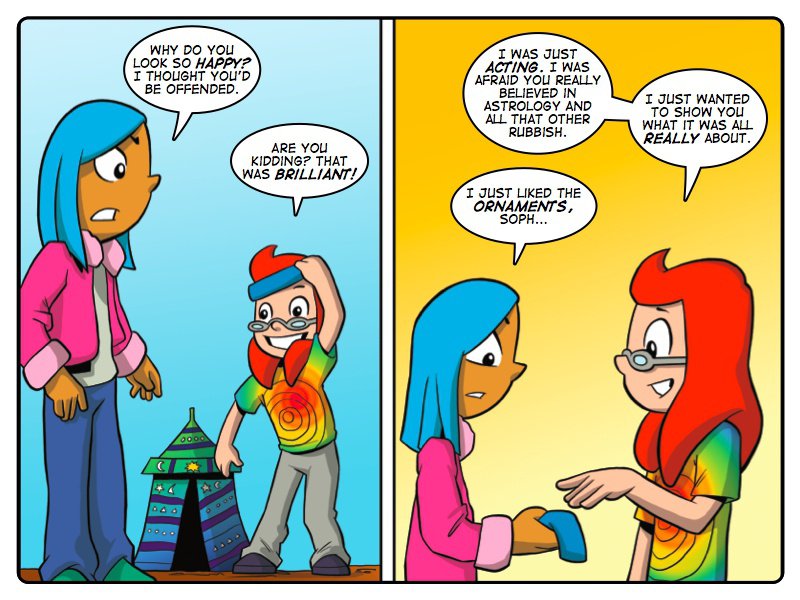 WHY DO YOU
LOOK SO HAPPY?
I THOUGHT YOU'D
BE OFFENDED.
ARE YOU
KIDDING? THAT
WAS BRILLIANT!
I WAS JUST
ACTING. I WAS
AFRAID YOU REALLY
BELIEVED IN
ASTROLOGY AND
ALL THAT OTHER
RUBBISH.
I JUST WANTED
TO SHOW YOU
WHAT IT WAS ALL
REALLY ABOUT.
I JUST LIKED THE
ORNAMENTS,
SOPH...